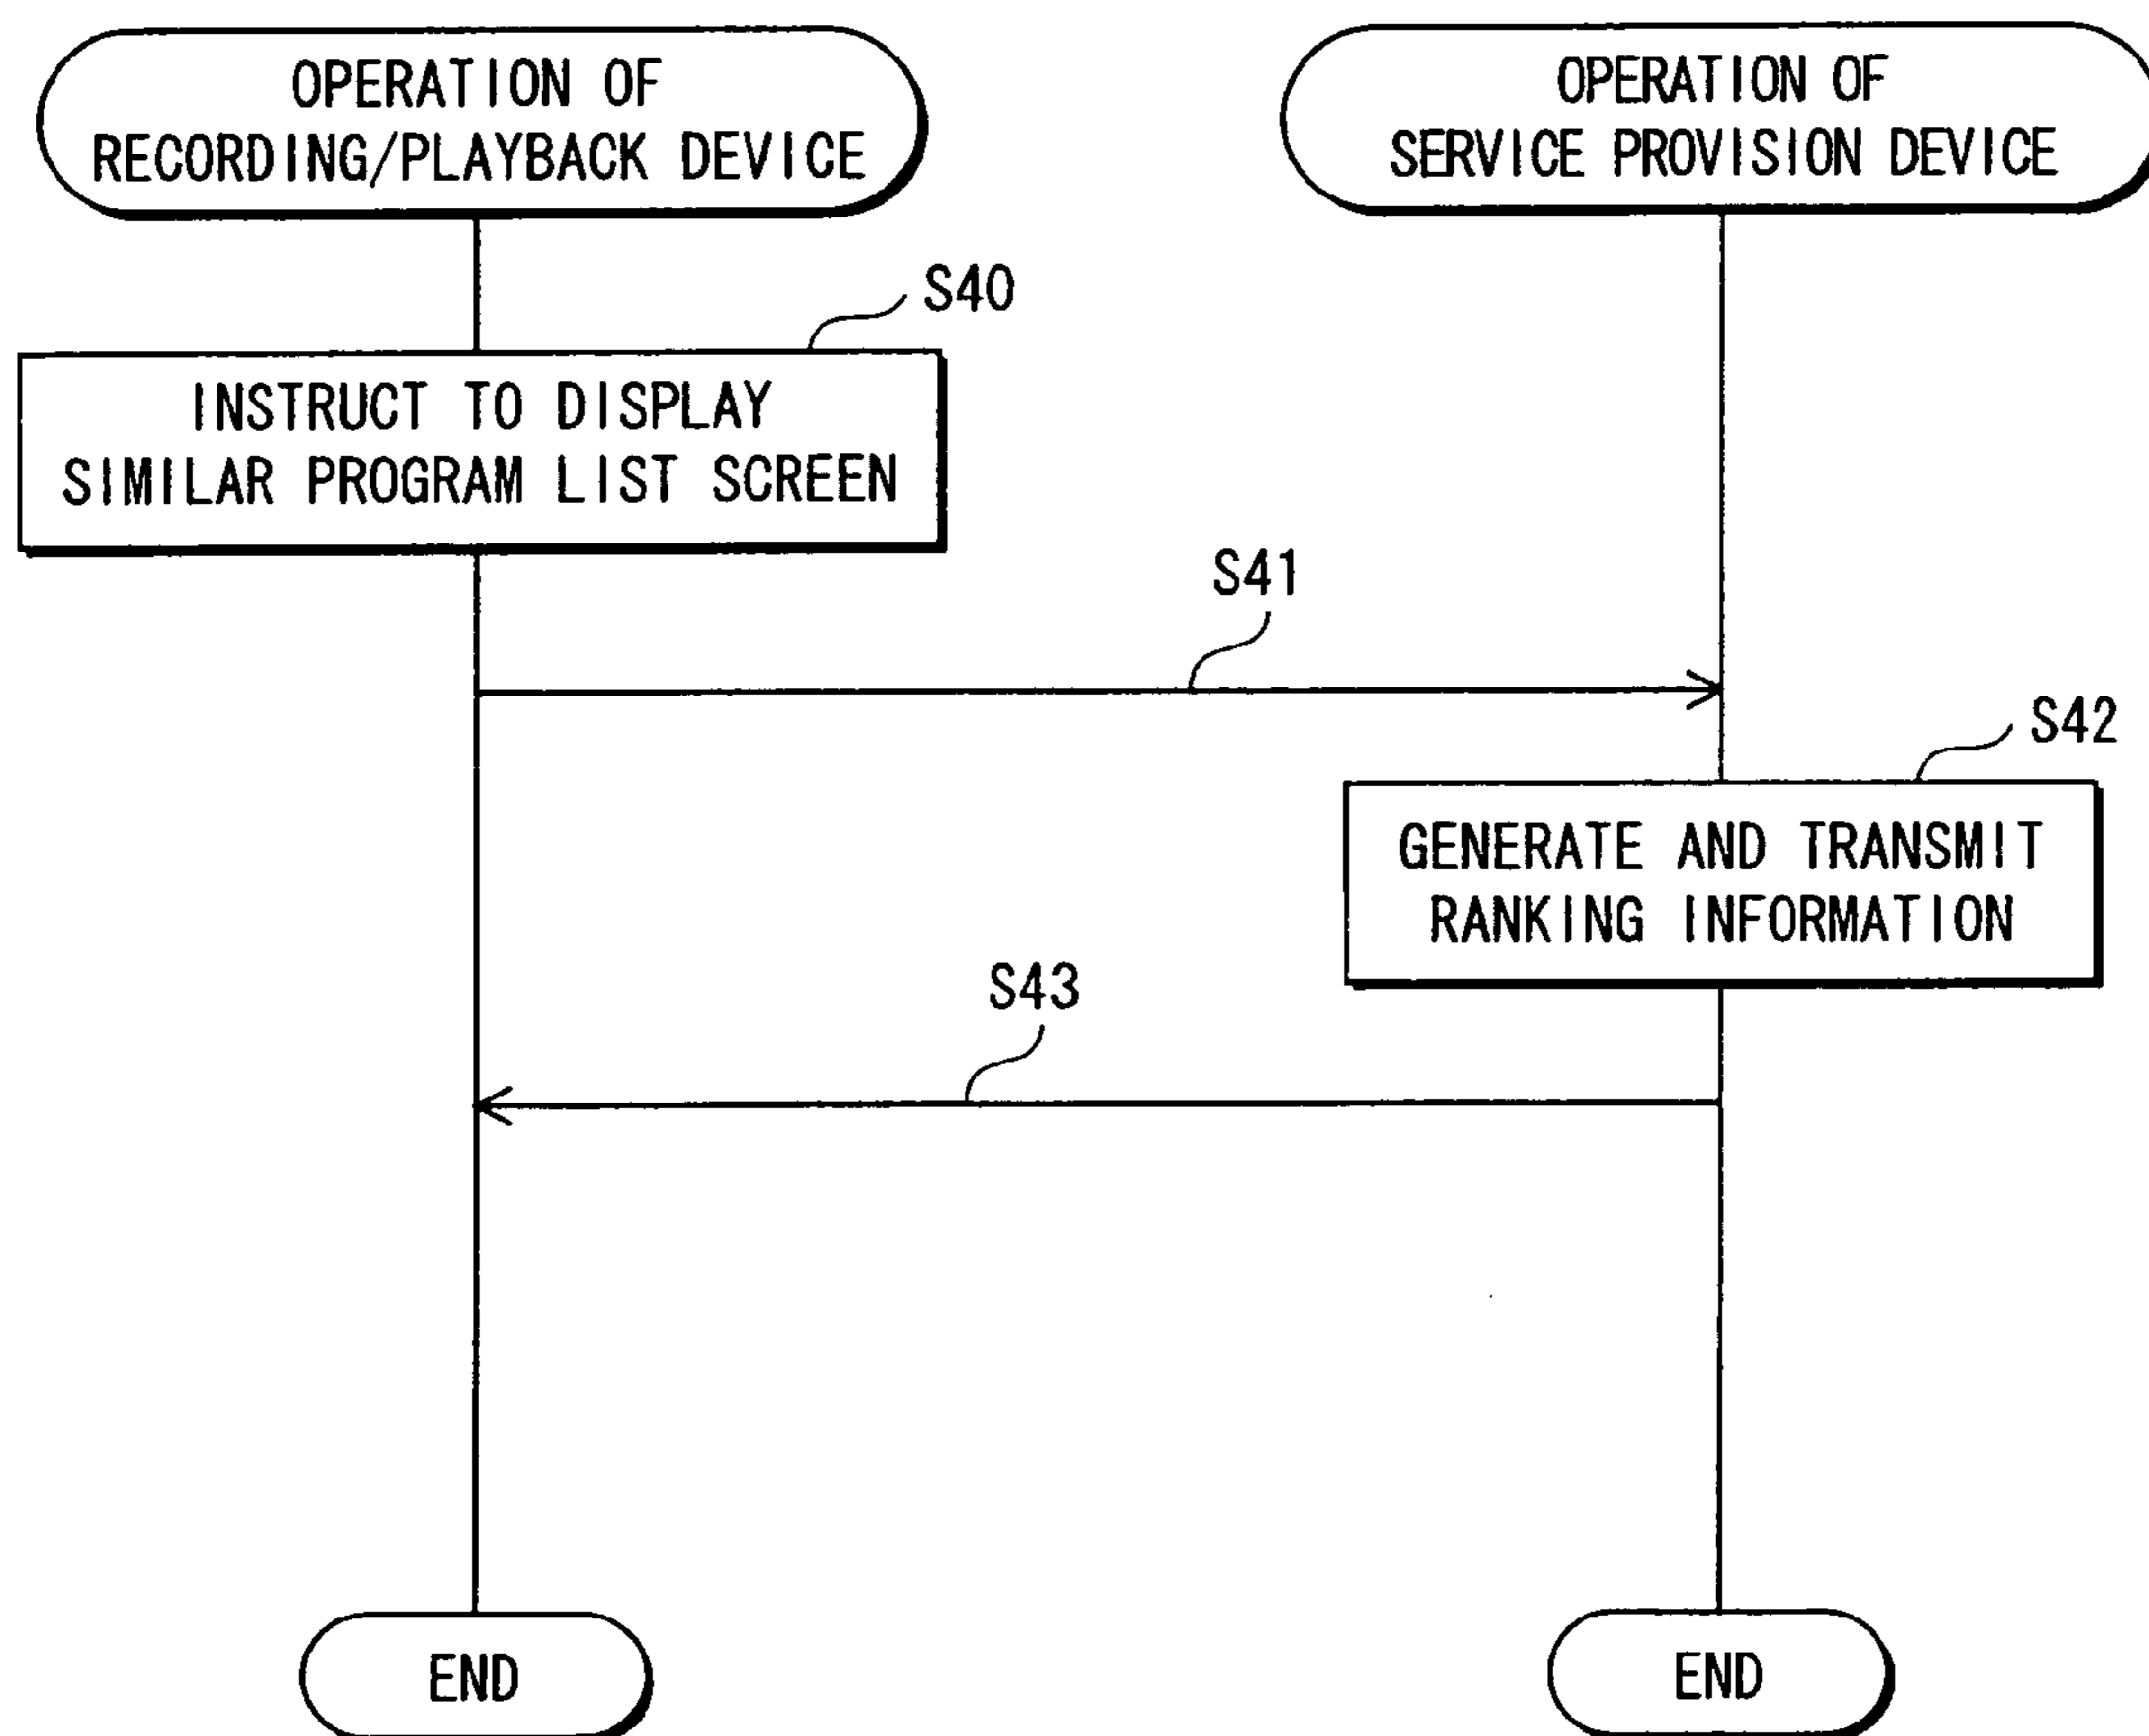 OPERATION OF
RECORDING/PLAYBACK DEVICE
OPERATION OF
SERVICE PROVISION DEVICE
S40
INSTRUCT TO DISPLAY
SIMILAR PROGRAM LIST SCREEN
S41
S42
GENERATE AND TRANSMIT
RANKING INFORMATION
S43
END
END